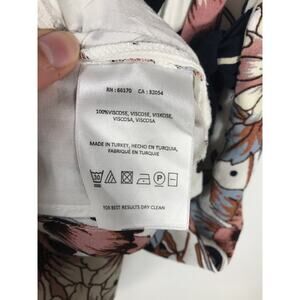 RN : 66170 CA : 32054
100%VISCOSE, VISCOSE, VISKOSE,
VISCOSA, VISCOSA
MADE IN TURKEY, HECHO EN TURQUIA,
FABRIQUÉ EN TURQUIE
30 P
FOR BEST RESULTS DRY CLEAN